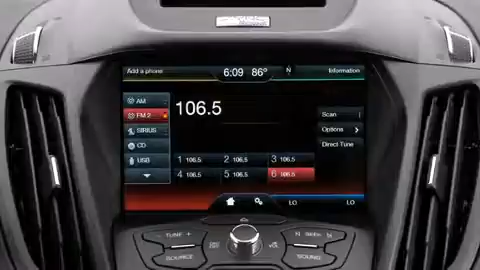 Add a phone 6:09 86° N Information
AM
FM 2
SIRIUS
CD
USB
106.5
Scan
Options
Direct Tune
1 106.5 2 106.5 3 106.5
4 106.5 5 106.5 6 106.5
LO LO
- TUNE +
SOURCE
SEEK
SOUND